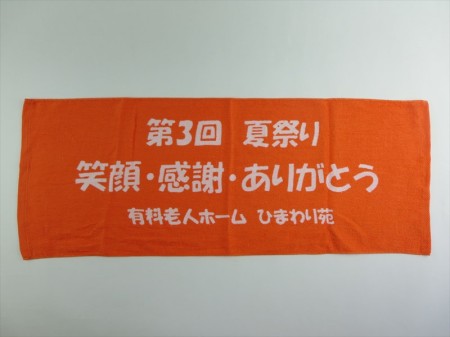 第3回 夏祭り
笑顔・感謝・ありがとう
有料老人ホーム ひまわり苑